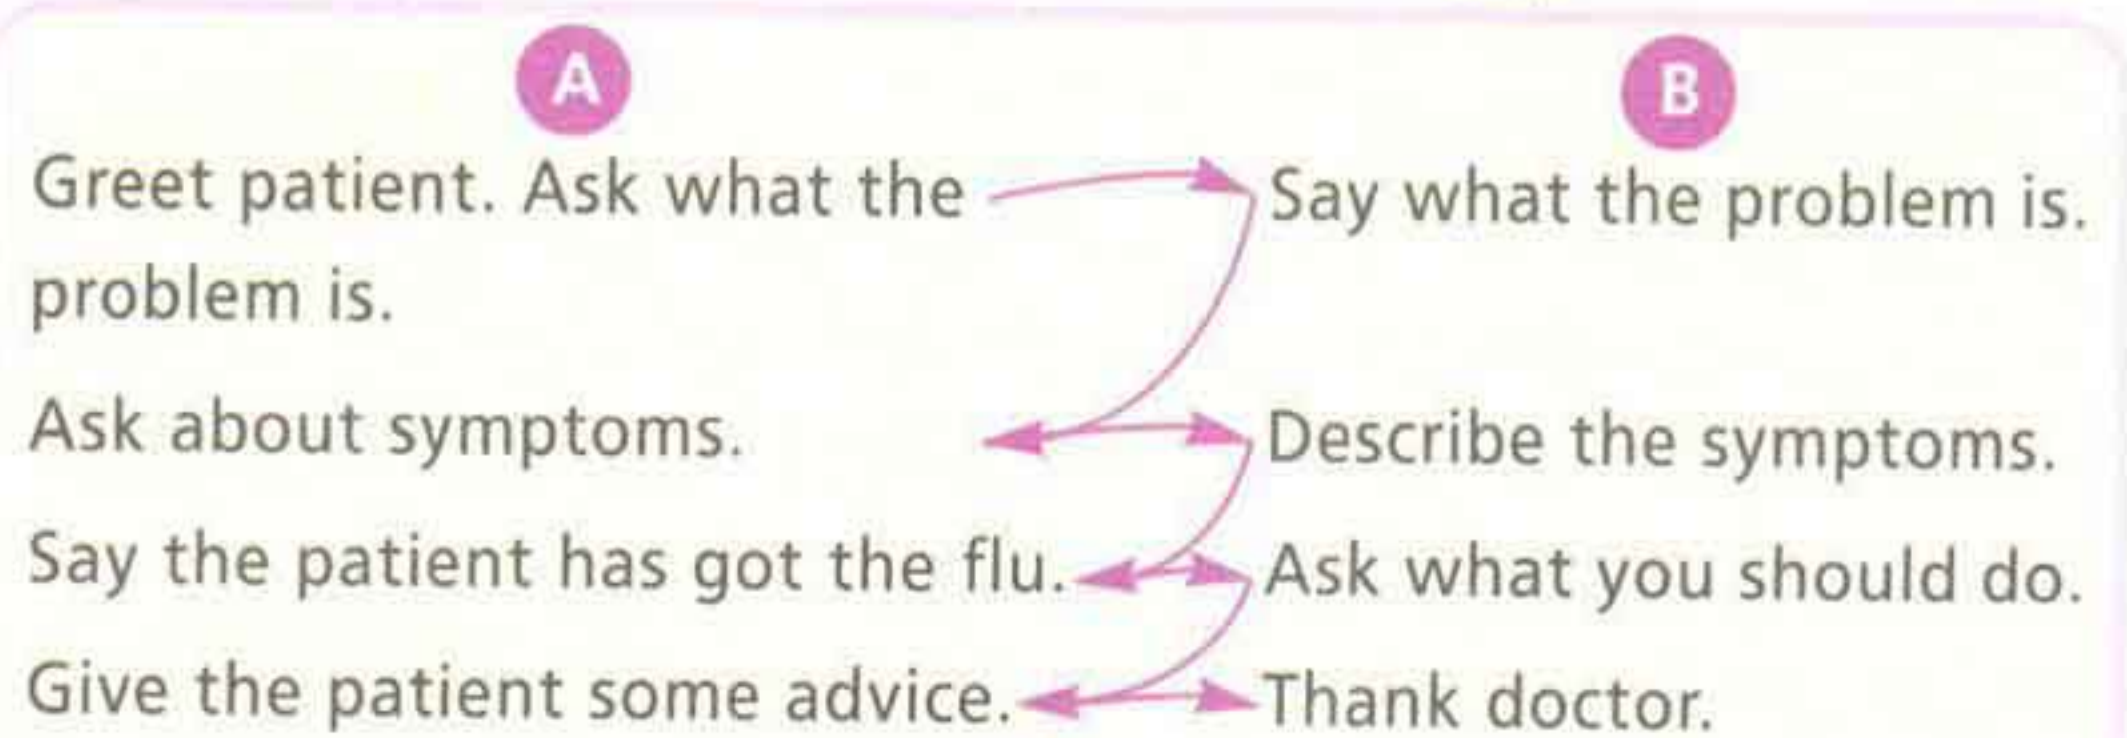 A
B
Greet patient. Ask what the
problem is.
Say what the problem is.
Ask about symptoms.
Describe the symptoms.
Say the patient has got the flu.
Ask what you should do.
Give the patient some advice.
Thank doctor.